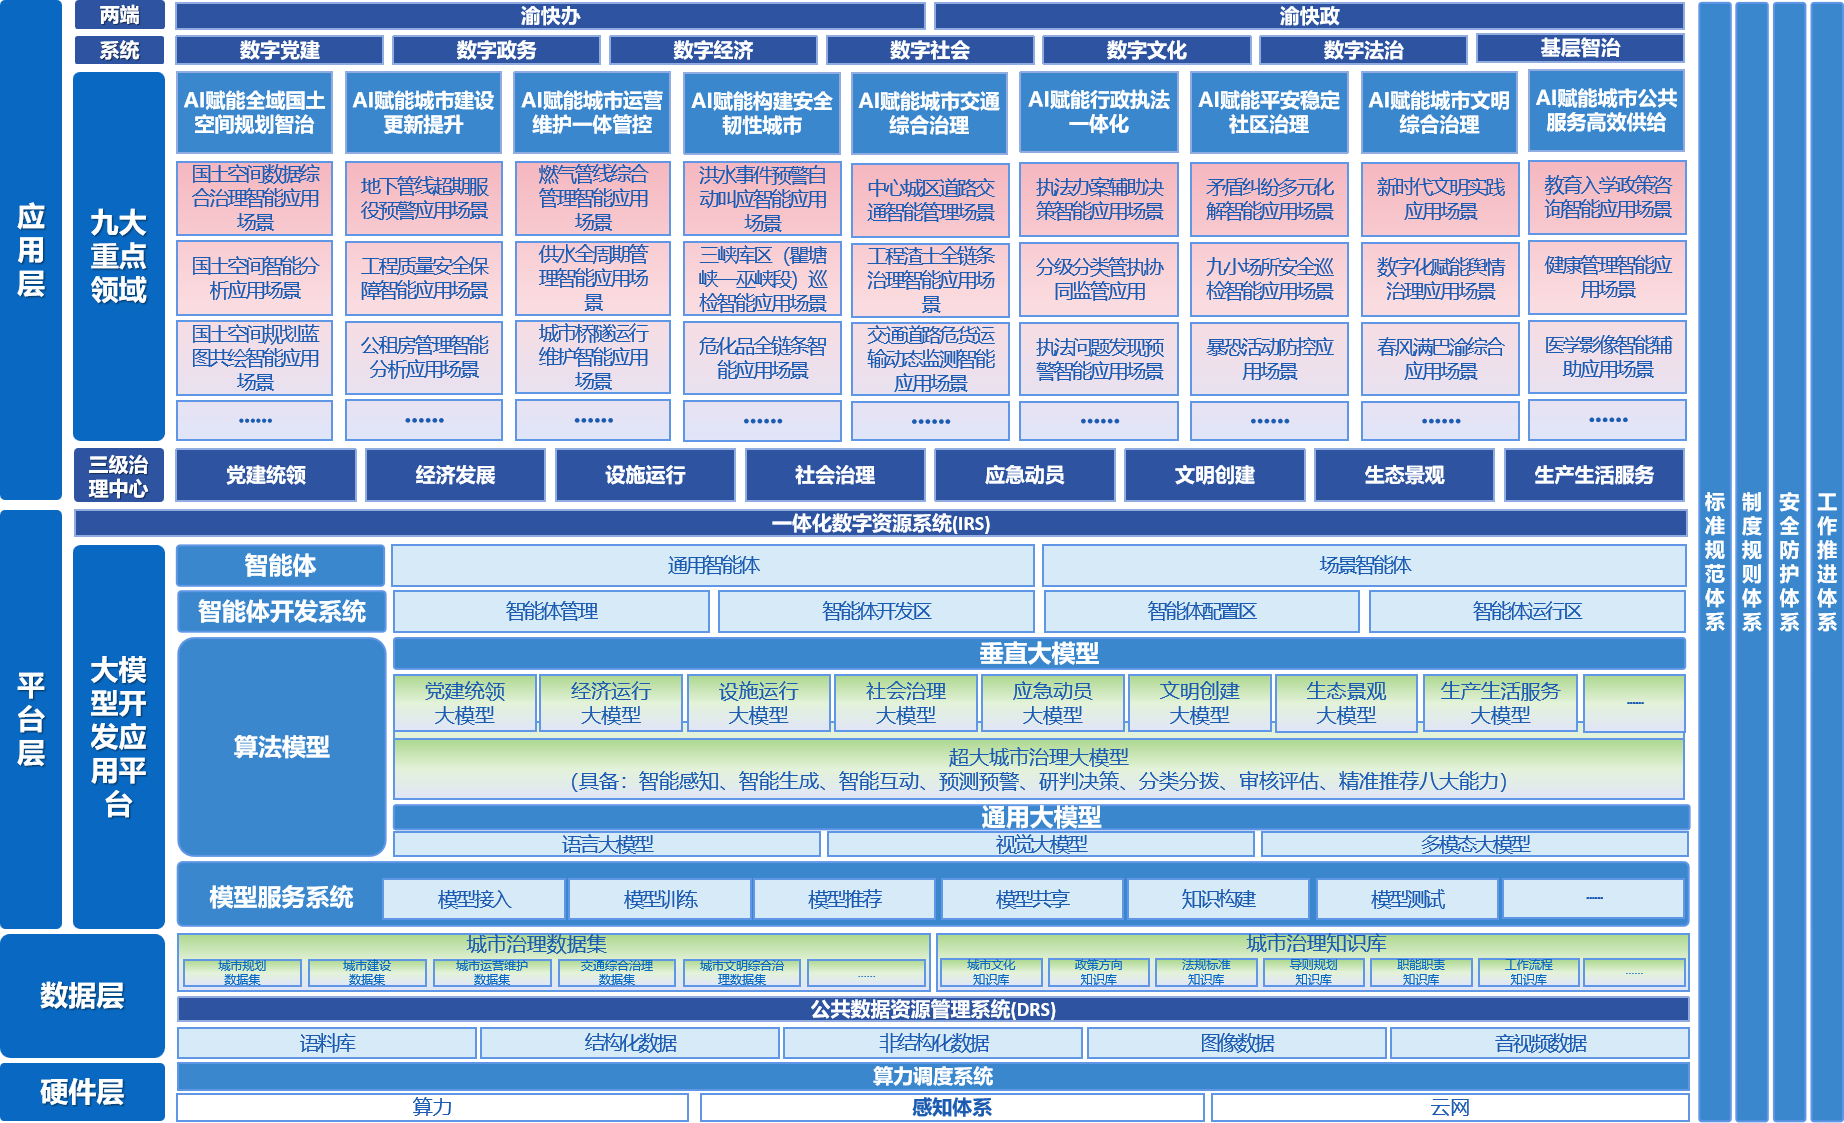 两端
渝快办
渝快政
系统
数字党建
数字政务
数字经济
数字社会
数字文化
数字法治
基层智治
应用层
九大
重点
领域
AI赋能全域国土
空间规划智治
AI赋能城市建设
更新提升
AI赋能城市运营
维护一体管控
AI赋能构建安全
韧性城市
AI赋能城市交通
综合治理
AI赋能行政执法
一体化
AI赋能平安稳定
社区治理
AI赋能城市文明
综合治理
AI赋能城市公共
服务高效供给
国土空间数据综
合治理智能应用
场景
地下管线超期服
役预警应用场景
燃气管线综合
管理智能应用
场景
洪水事件预警自
动叫应智能应用
场景
中心城区道路交
通智能管理场景
执法办案辅助决
策智能应用场景
矛盾纠纷多元化
解智能应用场景
新时代文明实践
应用场景
教育入学政策咨
询智能应用场景
国土空间智能分
析应用场景
工程质量安全保
障智能应用场景
供水全周期管
理智能应用场
景
三峡库区（瞿塘
峡—巫峡段）巡
检智能应用场景
工程渣土全链条
治理智能应用场
景
分级分类管执协
同监管应用
九小场所安全巡
检智能应用场景
数字化赋能舆情
治理应用场景
健康管理智能应
用场景
国土空间规划蓝
图共绘智能应用
场景
公租房管理智能
分析应用场景
城市桥隧运行
维护智能应用
场景
危化品全链条智
能应用场景
交通道路危货运
输动态监测智能
应用场景
执法问题发现预
警智能应用场景
暴恐活动防控应
用场景
春风满巴渝综合
应用场景
医学影像智能辅
助应用场景
······
······
······
······
······
······
······
······
······
三级治
理中心
党建统领
经济发展
设施运行
社会治理
应急动员
文明创建
生态景观
生产生活服务
平台层
一体化数字资源系统(IRS)
大模
型开
发应
用平
台
智能体
通用智能体
场景智能体
智能体开发系统
智能体管理
智能体开发区
智能体配置区
智能体运行区
算法模型
垂直大模型
党建统领
大模型
经济运行
大模型
设施运行
大模型
社会治理
大模型
应急动员
大模型
文明创建
大模型
生态景观
大模型
生产生活服务
大模型
······
超大城市治理大模型
（具备：智能感知、智能生成、智能互动、预测预警、研判决策、分类分拨、审核评估、精准推荐八大能力）
通用大模型
语言大模型
视觉大模型
多模态大模型
模型服务系统
模型接入
模型训练
模型推荐
模型共享
知识构建
模型测试
······
数据层
城市治理数据集
城市规划
数据集
城市建设
数据集
城市运营维护
数据集
交通综合治理
数据集
城市文明综合治
理数据集
······
城市治理知识库
城市文化
知识库
政策方向
知识库
法规标准
知识库
导则规划
知识库
职能职责
知识库
工作流程
知识库
······
公共数据资源管理系统(DRS)
语料库
结构化数据
非结构化数据
图像数据
音视频数据
硬件层
算力调度系统
算力
感知体系
云网
标准规范体系
制度规则体系
安全防护体系
工作推进体系